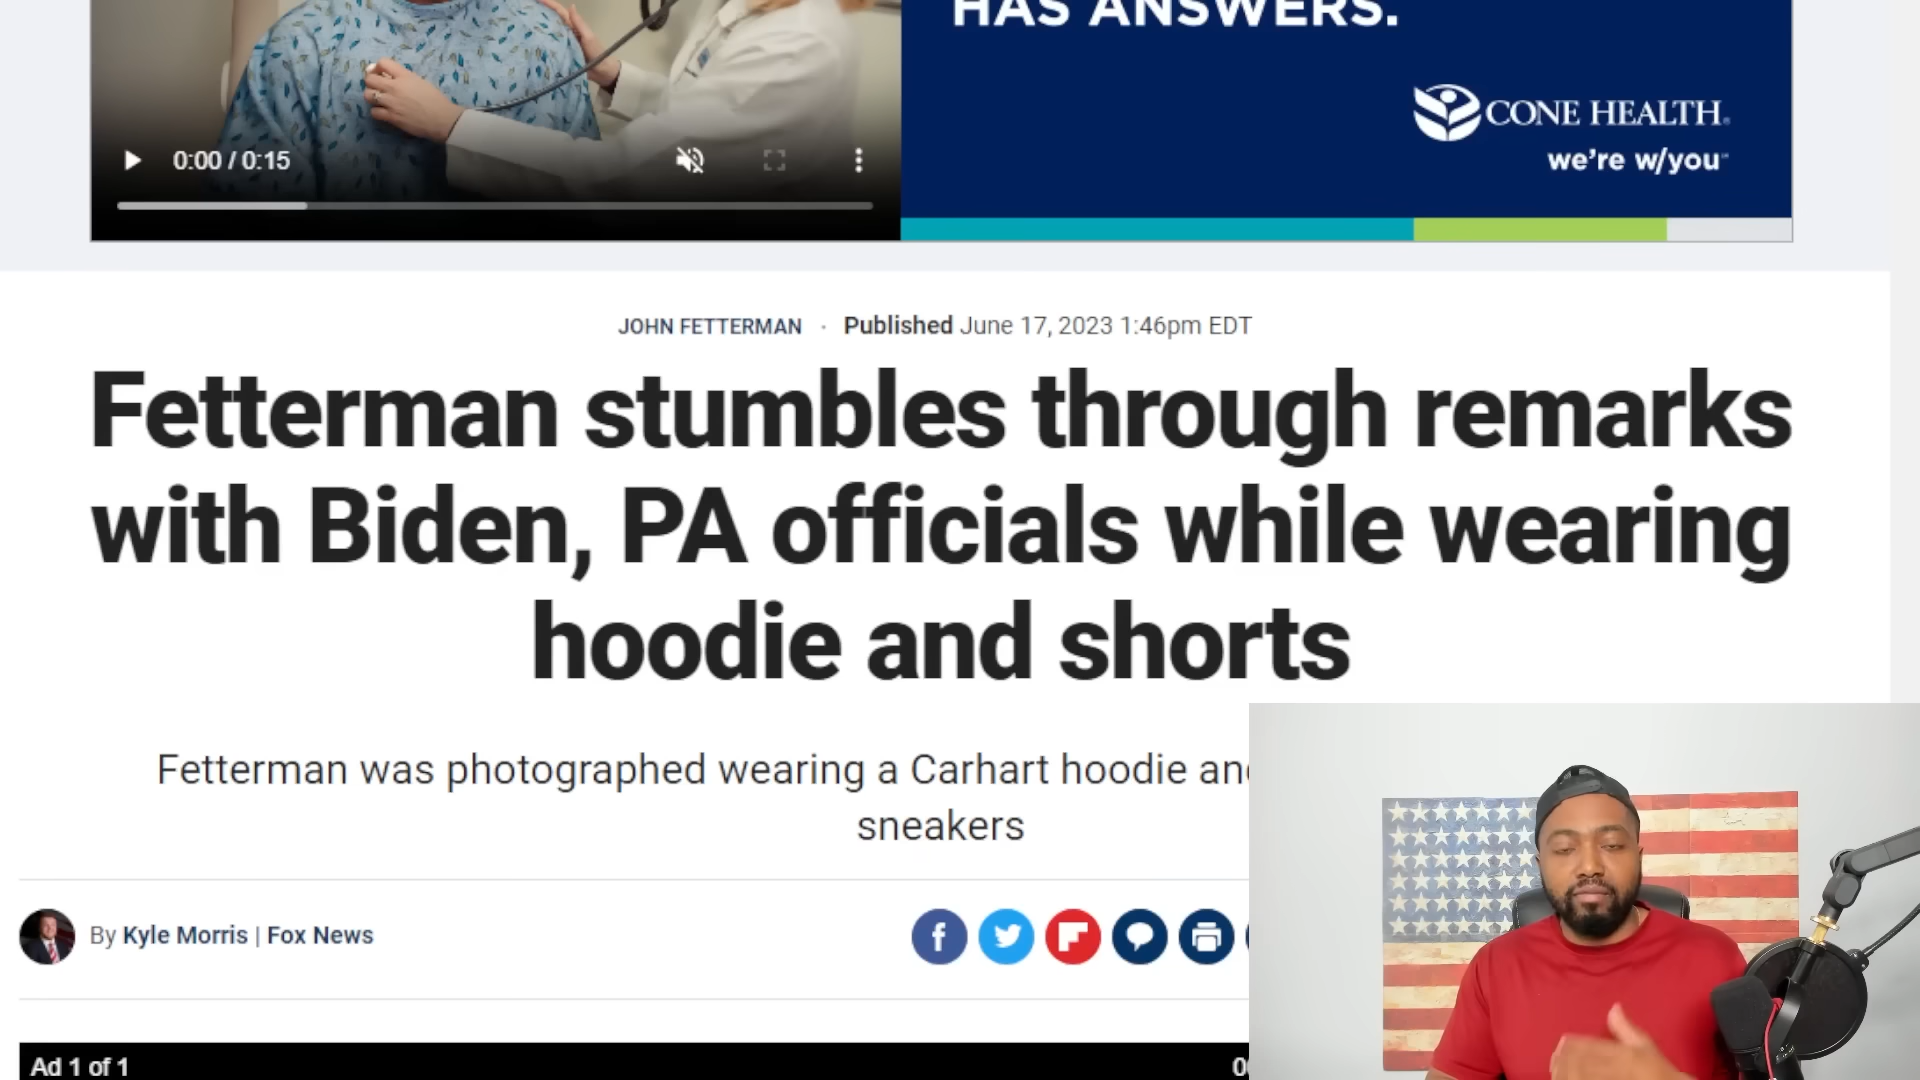 HAS ANSWERS.
CONE HEALTH
we're w/you
0:00 / 0:15
JOHN FETTERMAN · Published June 17, 2023 1:46pm EDT
Fetterman stumbles through remarks
with Biden, PA officials while wearing
hoodie and shorts
Fetterman was photographed wearing a Carhart hoodie
sneakers
By Kyle Morris | Fox News
Ad 1 of 1